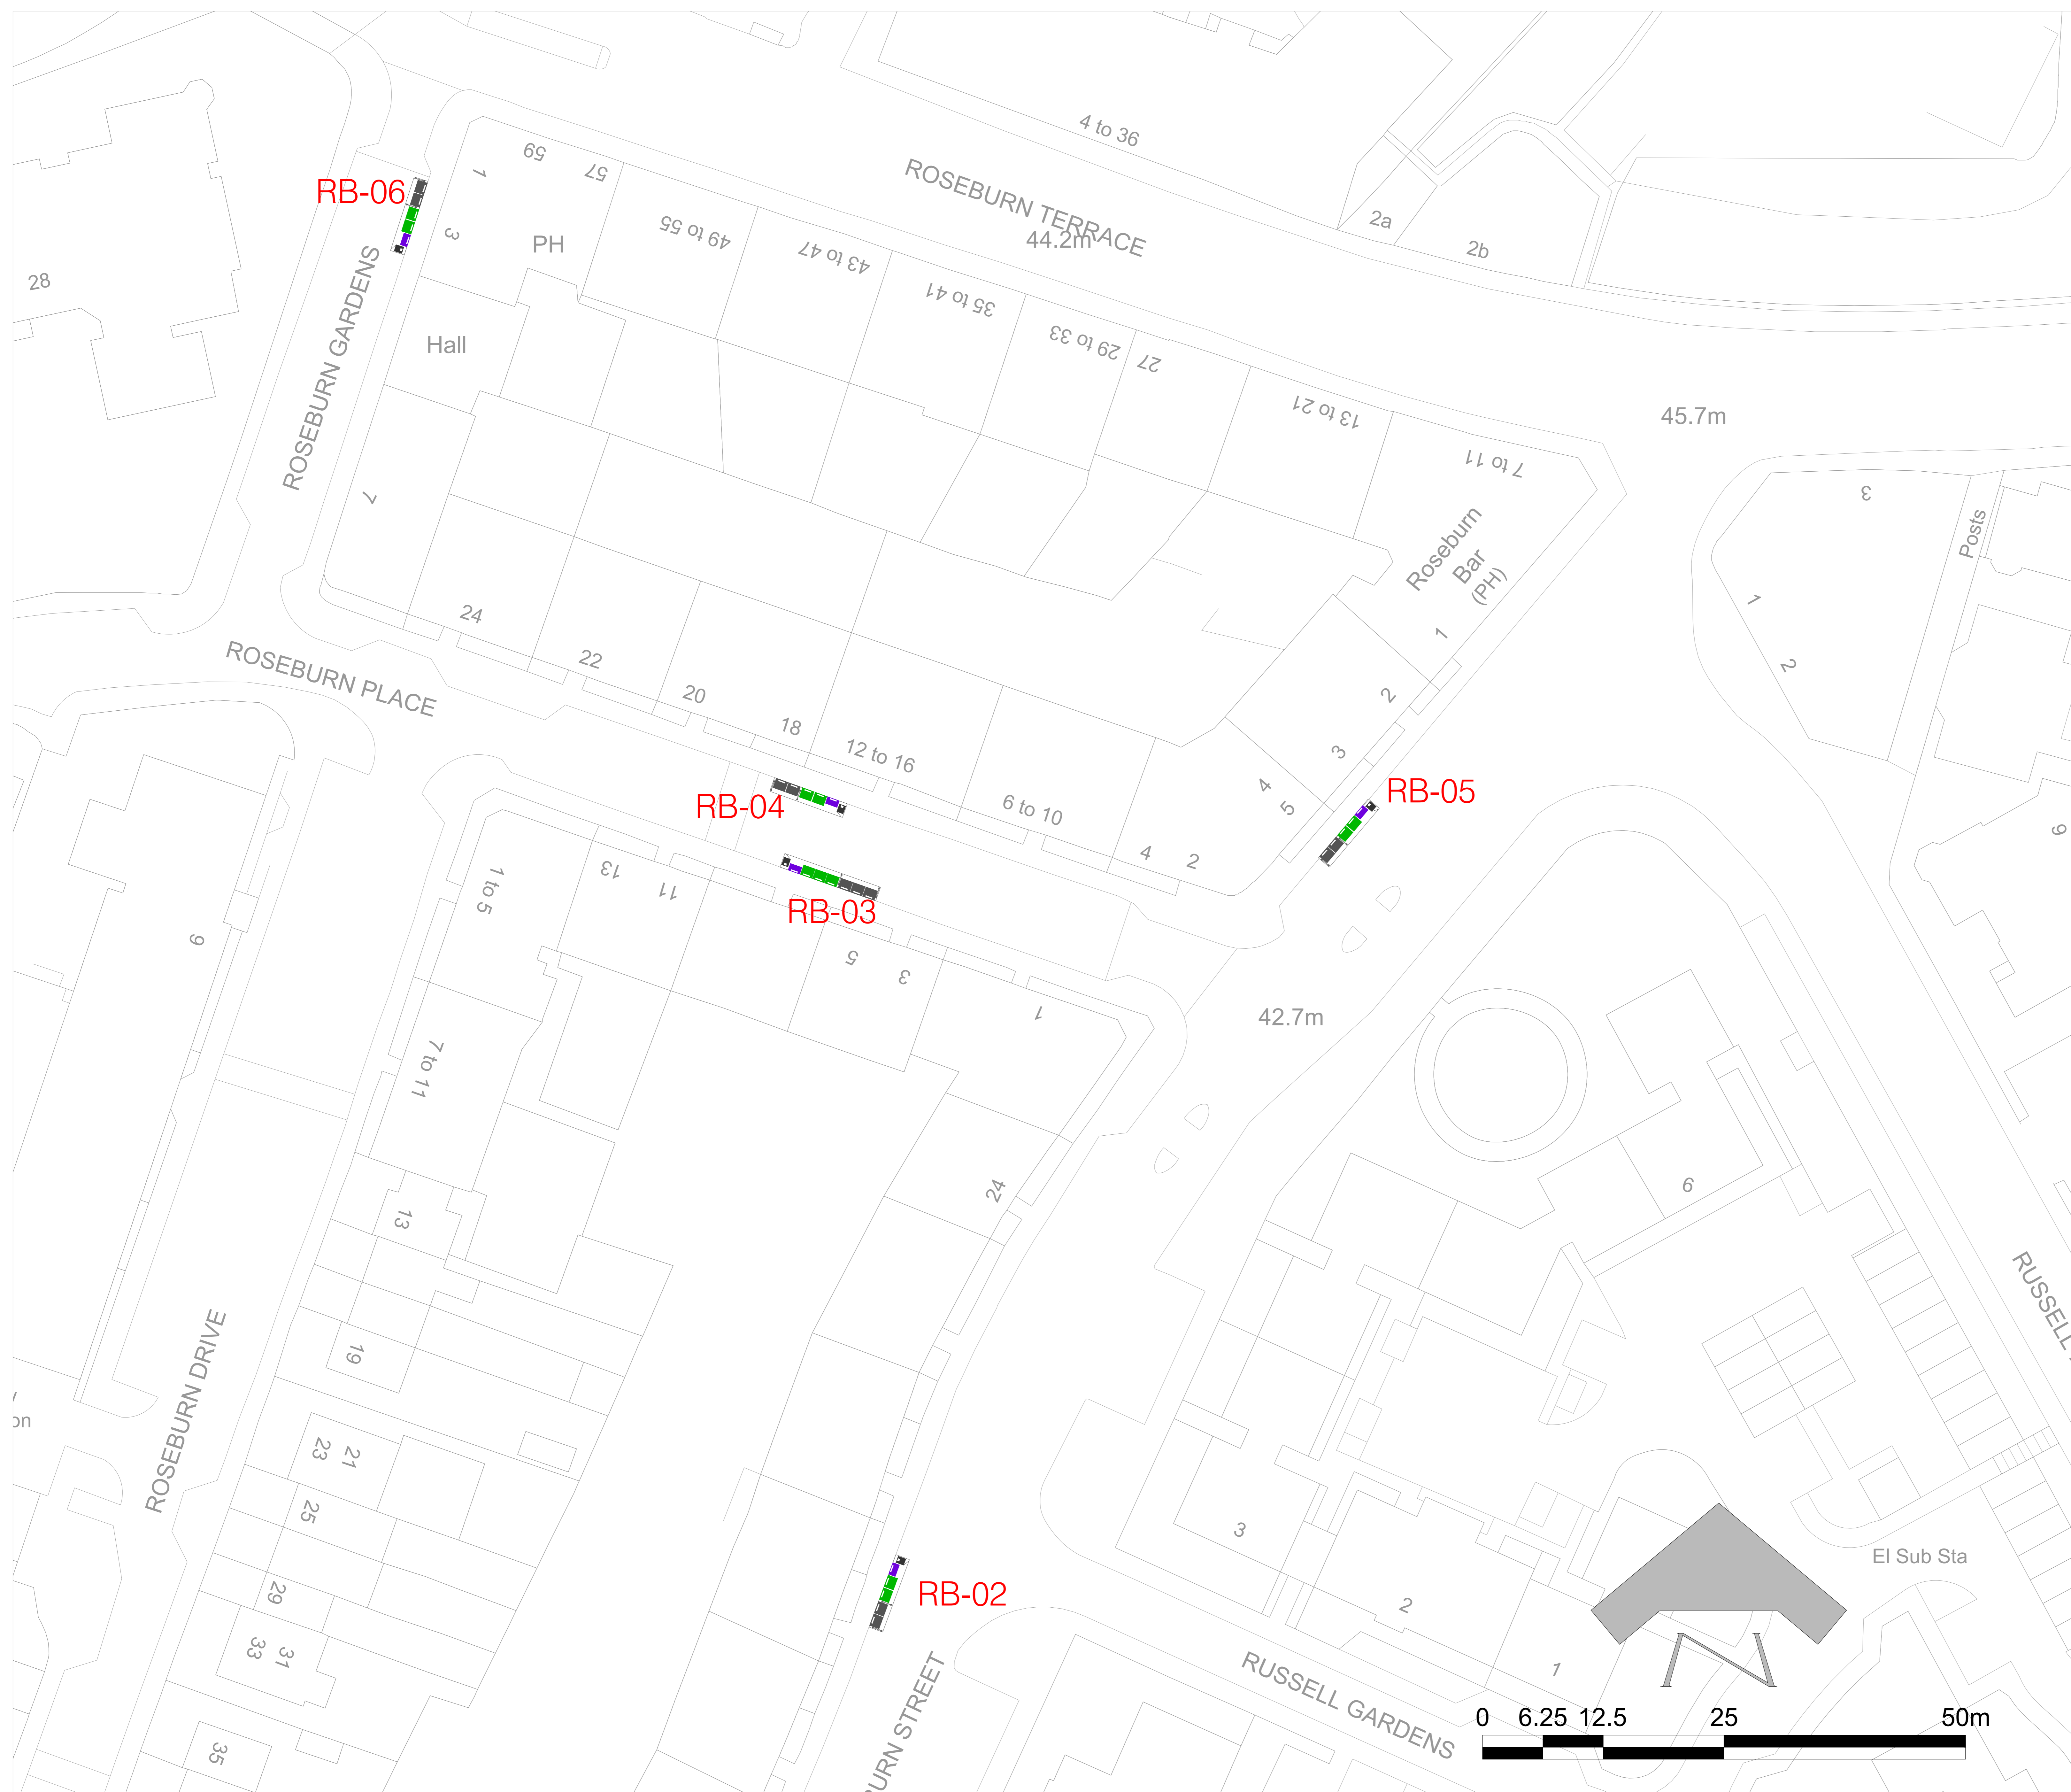 4 to 36
ROSEBURN TERRACE
44.2m
2a
2b
59
57
1
3
PH
RB-06
49 to 55
43 to 47
35 to 41
29 to 33
27
13 to 21
7 to 11
45.7m
3
Posts
28
Hall
ROSEBURN GARDENS
7
Roseburn
Bar
(PH)
1
2
3
4
5
1
2
24
22
20
18
12 to 16
6 to 10
4
2
ROSEBURN PLACE
RB-04
RB-05
RB-03
9
1 to 5
13
11
5
3
1
9
42.7m
7 to 11
13
24
6
19
ROSEBURN DRIVE
21
23
25
29
31
33
35
on
RB-02
3
2
1
El Sub Sta
RUSSELL
RUSSELL GARDENS
BURN STREET
N
0 6.25 12.5 25 50m